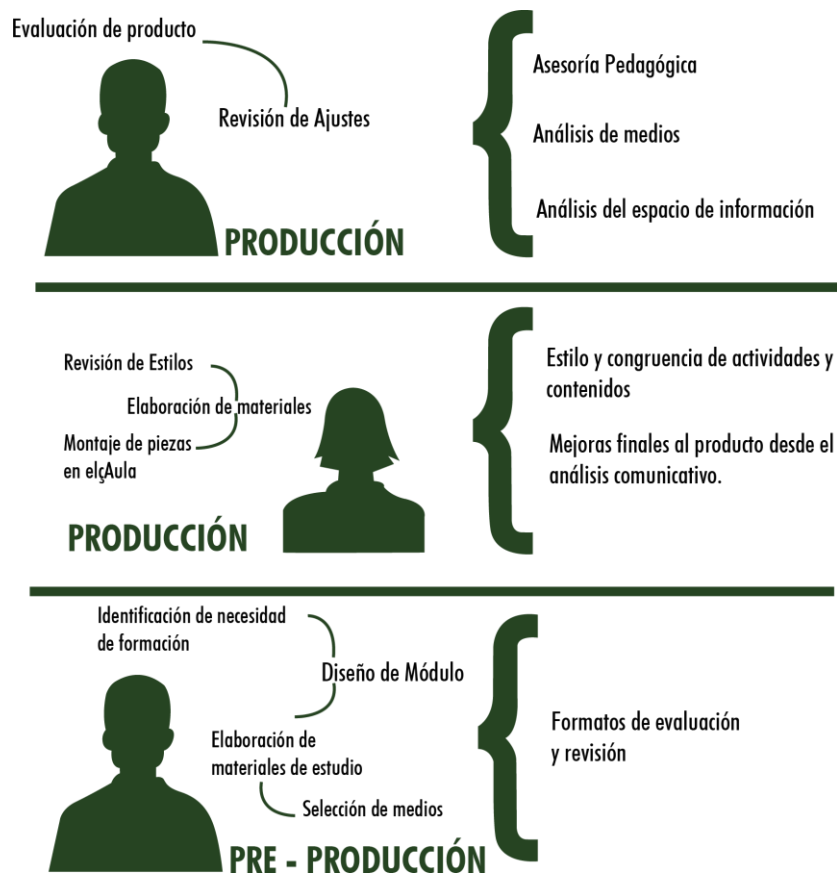 Evaluación de producto
Revisión de Ajustes
PRODUCCIÓN
Asesoría Pedagógica
Análisis de medios
Análisis del espacio de información
Revisión de Estilos
Elaboración de materiales
Montaje de piezas
en elçAula
PRODUCCIÓN
Estilo y congruencia de actividades y
contenidos
Mejoras finales al producto desde el
análisis comunicativo.
Identificación de necesidad
de formación
Diseño de Módulo
Elaboración de
materiales de estudio
Selección de medios
PRE - PRODUCCIÓN
Formatos de evaluación
y revisión